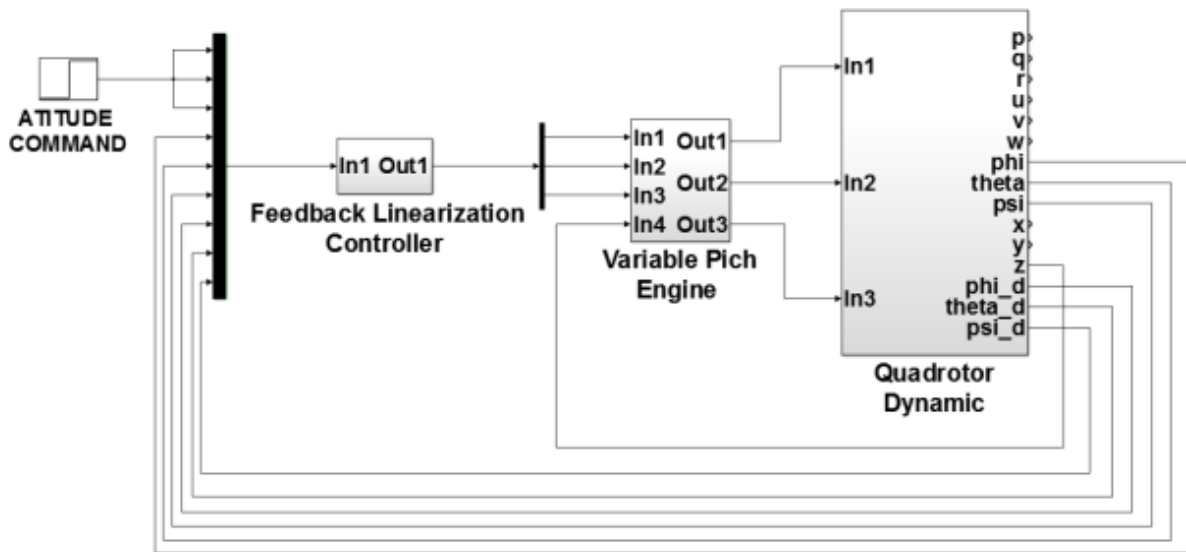 ATITUDE
COMMAND
In1 Out1
Feedback Linearization
Controller
In1
In2
In3
In4
Out1
Out2
Out3
Variable Pich
Engine
In1
In2
In3
p
q
r
u
v
w
phi
theta
psi
x
y
z
phi_d
theta_d
psi_d
Quadrotor
Dynamic